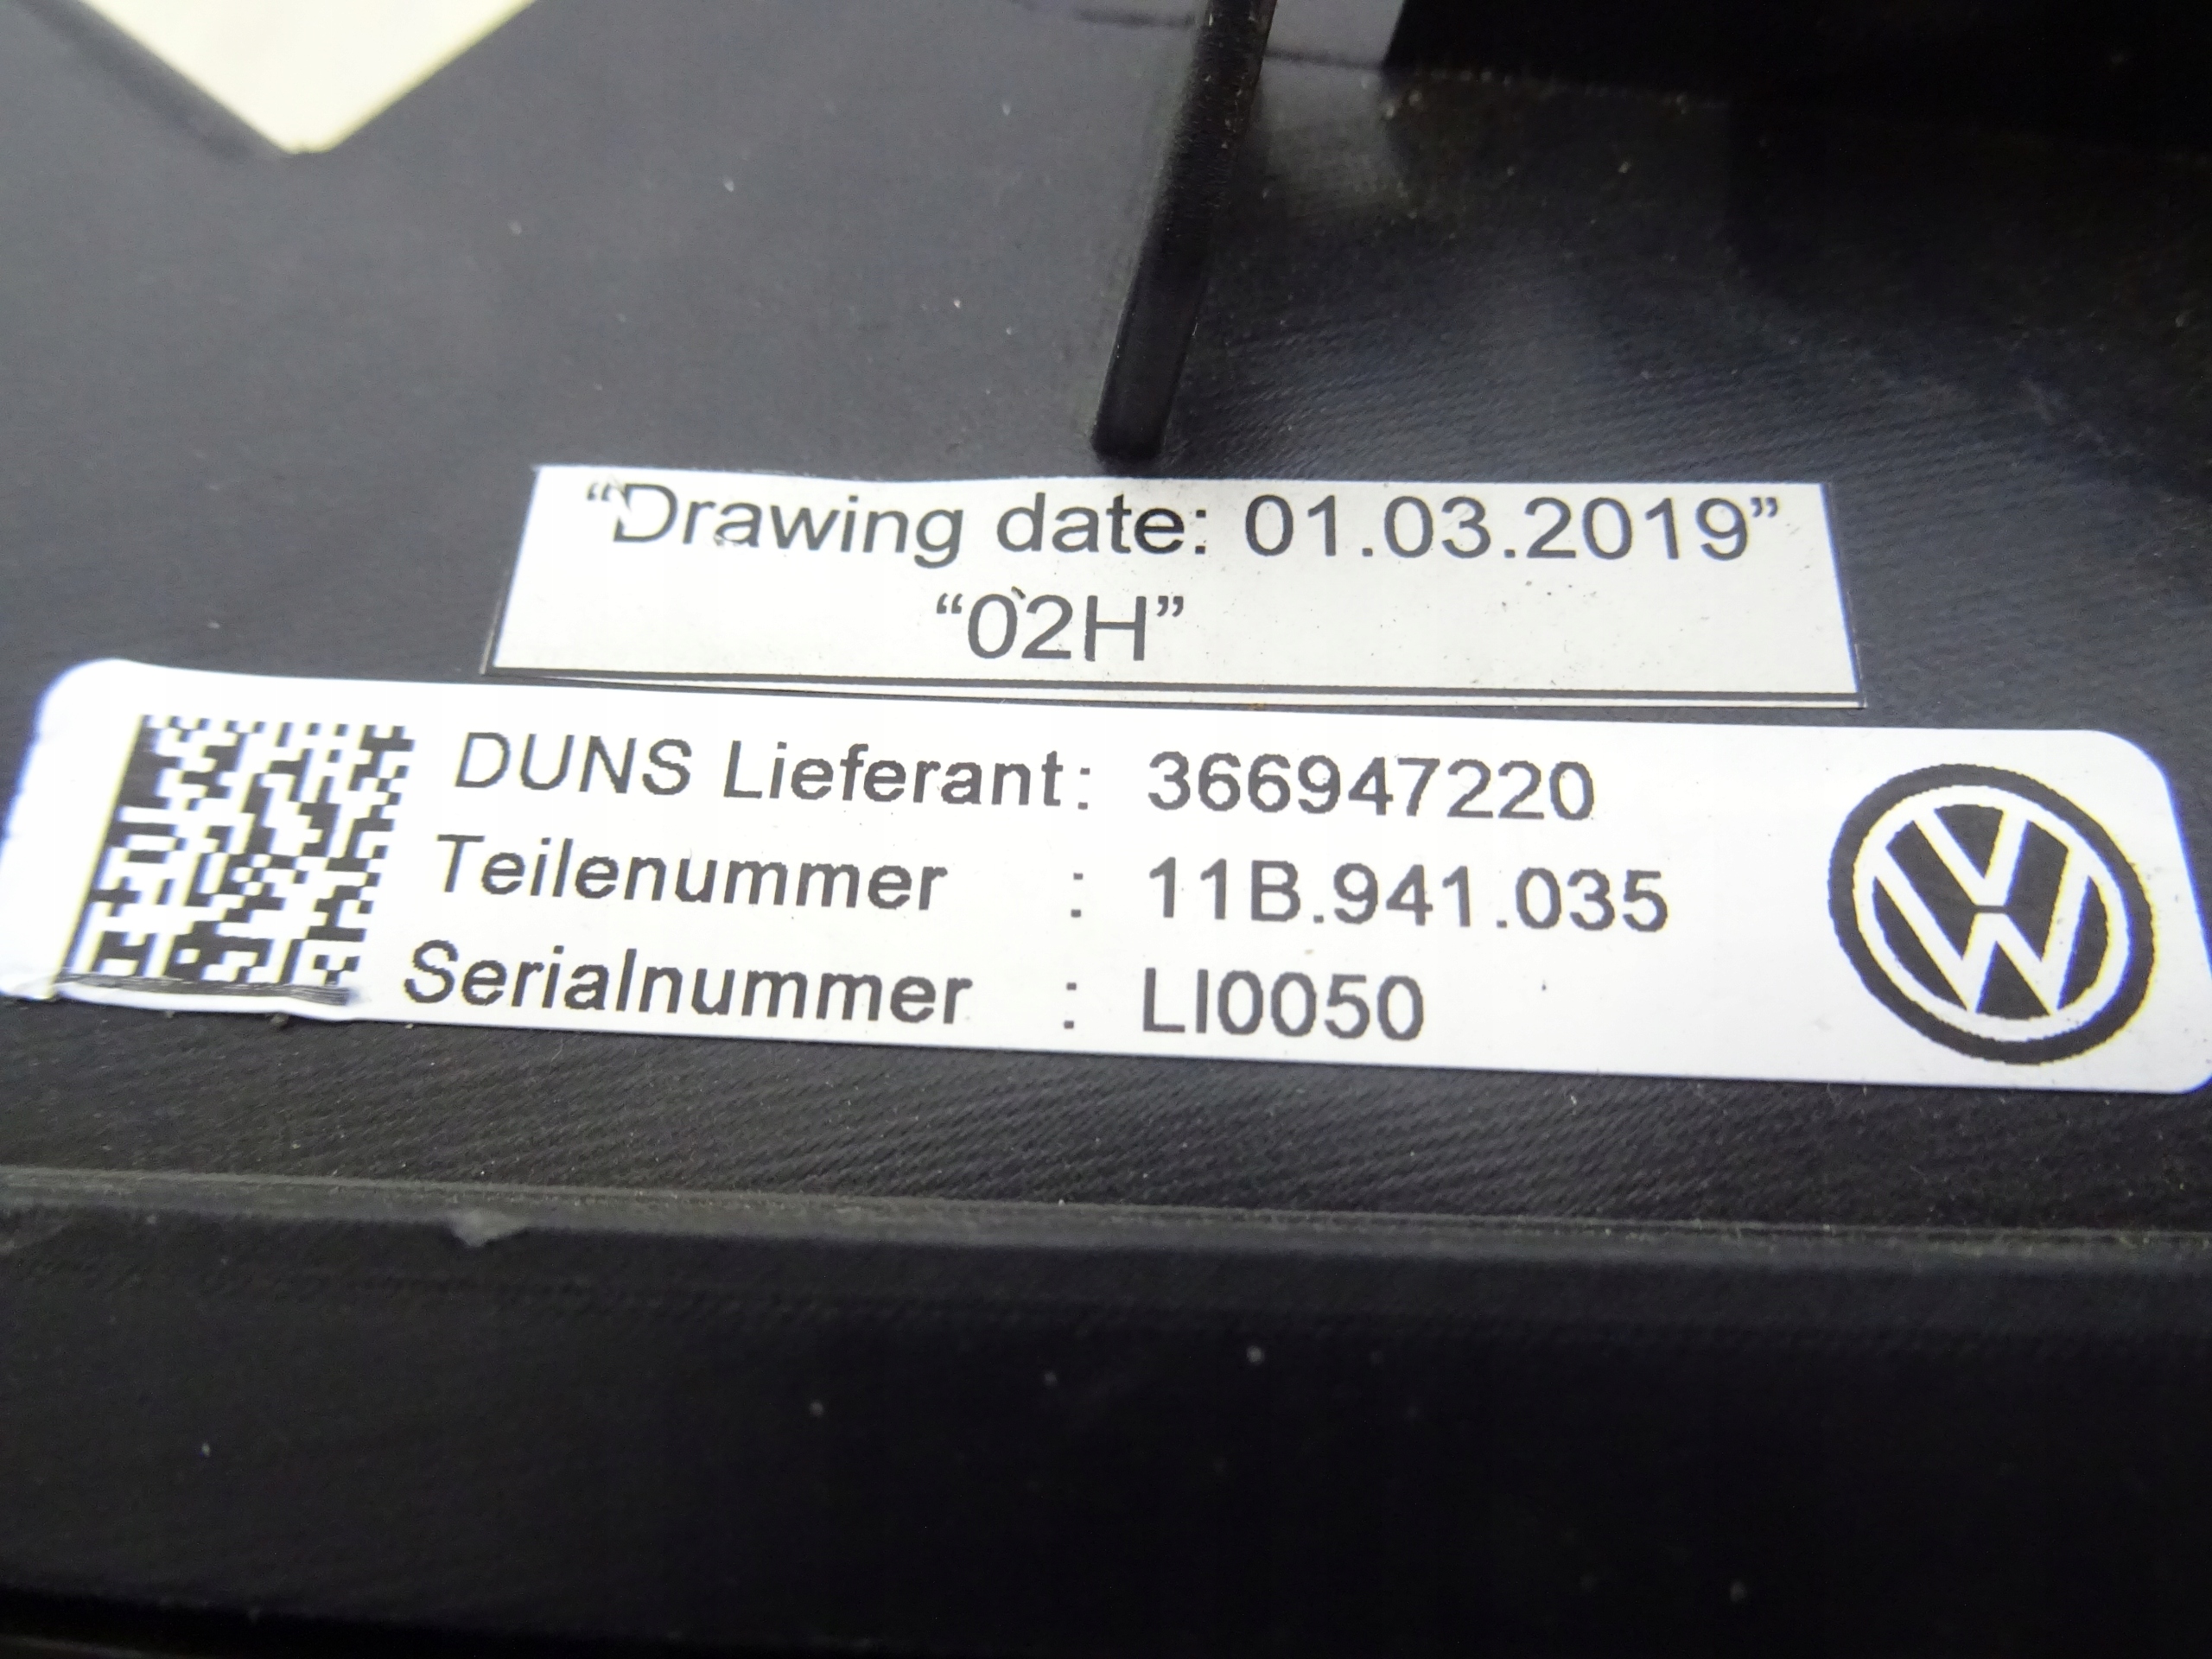 “Drawing date: 01.03.2019”
“02H”
DUNS Lieferant: 366947220
Teilenummer : 11B.941.035
Serialnummer : LI0050